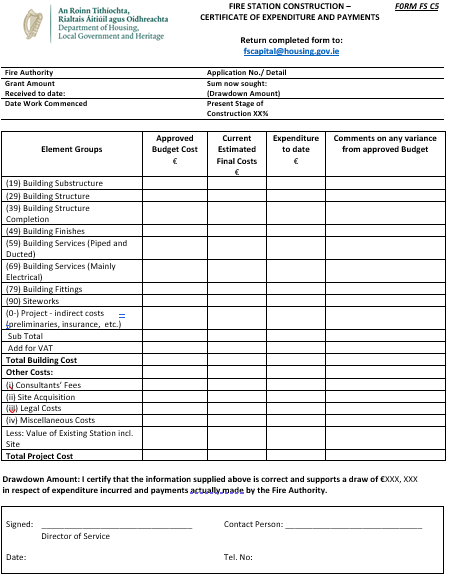 An Roinn Tithíochta,
Rialtais Áitiúil agus Oidhreachta
Department of Housing,
Local Government and Heritage
FIRE STATION CONSTRUCTION –
CERTIFICATE OF EXPENDITURE AND PAYMENTS
FORM FS C5
Return completed form to:
fscapital@housing.gov.ie
Fire Authority Application No./ Detail
Grant Amount Sum now sought:
Received to date: (Drawdown Amount)
Date Work Commenced Present Stage of
Construction XX%
Element Groups
Approved
Budget Cost
€
Current
Estimated
Final Costs
€
Expenditure
to date
€
Comments on any variance
from approved Budget
(19) Building Substructure
(29) Building Structure
(39) Building Structure
Completion
(49) Building Finishes
(59) Building Services (Piped and
Ducted)
(69) Building Services (Mainly
Electrical)
(79) Building Fittings
(90) Siteworks
(0-) Project - indirect costs
(preliminaries, insurance, etc.)
Sub Total
Add for VAT
Total Building Cost
Other Costs:
(i) Consultants' Fees
(ii) Site Acquisition
(iii) Legal Costs
(iv) Miscellaneous Costs
Less: Value of Existing Station incl.
Site
Total Project Cost
Drawdown Amount: I certify that the information supplied above is correct and supports a draw of €XXX, XXX
in respect of expenditure incurred and payments actually made by the Fire Authority.
Signed: Contact Person:
Director of Service
Date: Tel. No: